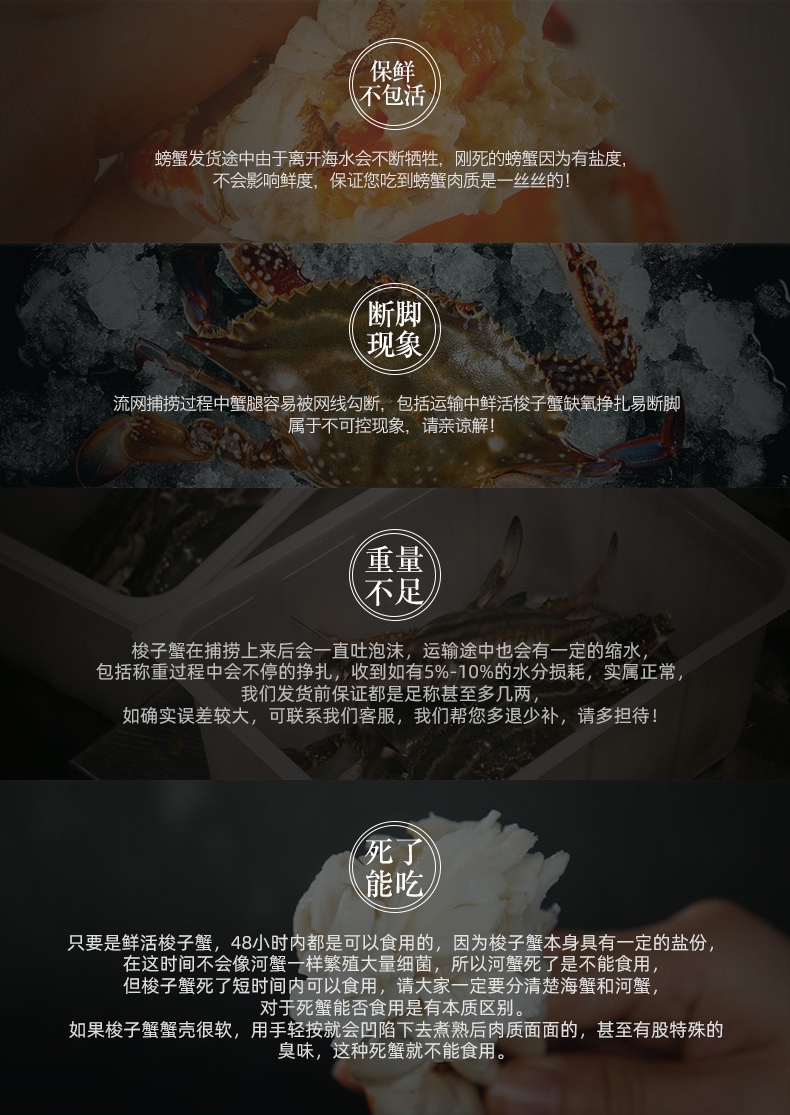 保鲜
不包活
螃蟹发货途中由于离开海水会不断牺牲，刚死的螃蟹因为有盐度，
不会影响鲜度，保证您吃到螃蟹肉质是一丝丝的！
断脚
现象
流网捕捞过程中蟹腿容易被网线勾断，包括运输中鲜活梭子蟹缺氧挣扎易断脚
属于不可控现象，请亲谅解！
重量
不足
梭子蟹在捕捞上来后会一直吐泡沫，运输途中也会有一定的缩水，
包括称重过程中会不停的挣扎，收到如有5%-10%的水分损耗，实属正常，
我们发货前保证都是足称甚至多几两，
如确实误差较大，可联系我们客服，我们帮您多退少补，请多担待！
死了
能吃
只要是鲜活梭子蟹，48小时内都是可以食用的，因为梭子蟹本身具有一定的盐份，
在这时间不会像河蟹一样繁殖大量细菌，所以河蟹死了是不能食用，
但梭子蟹死了短时间内可以食用，请大家一定要分清楚海蟹和河蟹，
对于死蟹能否食用是有本质区别。
如果梭子蟹蟹壳很软，用手轻按就会凹陷下去煮熟后肉质面面的，甚至有股特殊的
臭味，这种死蟹就不能食用。